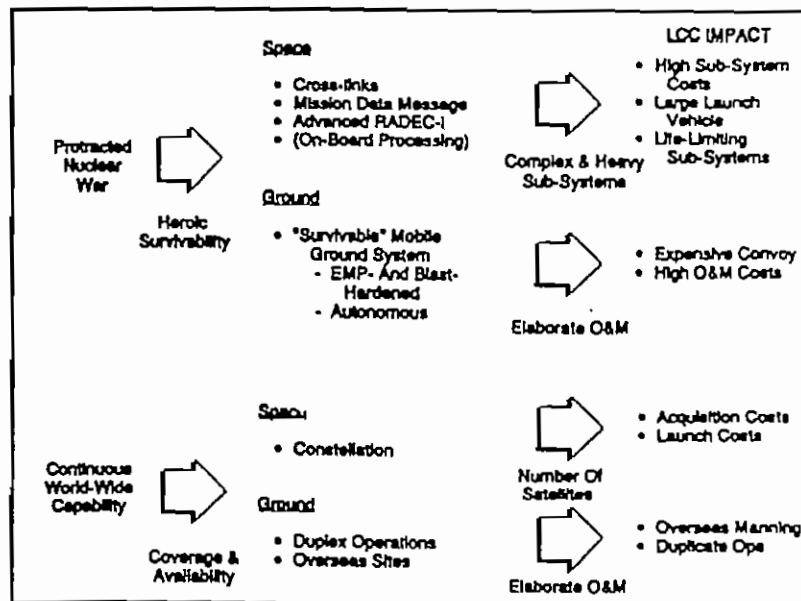 LCC IMPACT
Space
• Cross-links
• Mission Data Message
• Advanced RADEC-I
• (On-Board Processing)
Protracted
Nuclear
War
Heroic
Survivability
Complex & Heavy
Sub-Systems
• High Sub-System
Costs
• Large Launch
Vehicle
• Life-Limiting
Sub-Systems
Ground
• "Survivable" Mobile
Ground System
- EMP- And Blast-
Hardened
- Autonomous
Elaborate O&M
• Expensive Convoy
• High O&M Costs
Continuous
World-Wide
Capability
Coverage &
Availability
Space
• Constellation
Number Of
Satellites
• Acquisition Costs
• Launch Costs
Ground
• Duplex Operations
• Overseas Sites
Elaborate O&M
• Overseas Manning
• Duplicate Ops